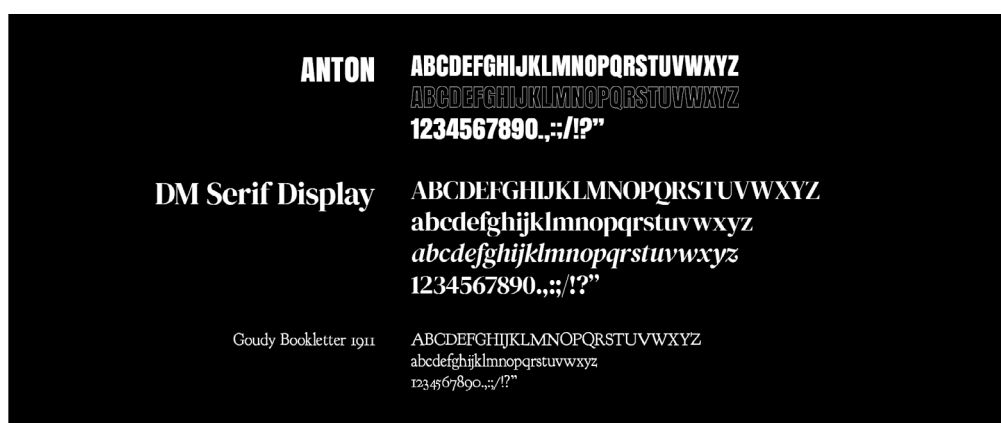 ANTON
ABCDEFGHIJKLMNOPQRSTUVWXYZ
ABCDEFGHIJKLMNOPQRSTUVWXYZ
1234567890.,:;/!?”
DM Serif Display
ABCDEFGHIJKLMNOPQRSTUVWXYZ
abcdefghijklmnopqrstuvwxyz
abcdefghijklmnopqrstuvwxyz
1234567890.,:;/!?”
Goudy Bookletter 1911
ABCDEFGHIJKLMNOPQRSTUVWXYZ
abcdefghijklmnopqrstuvwxyz
1234567890.,:;/!?”